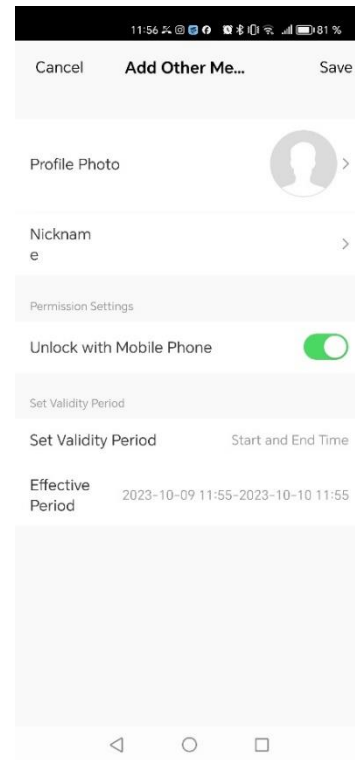 11:56 81 %
Cancel Add Other Me... Save
Profile Photo
Nicknam
e
Permission Settings
Unlock with Mobile Phone
Set Validity Period
Set Validity Period Start and End Time
Effective
Period 2023-10-09 11:55-2023-10-10 11:55